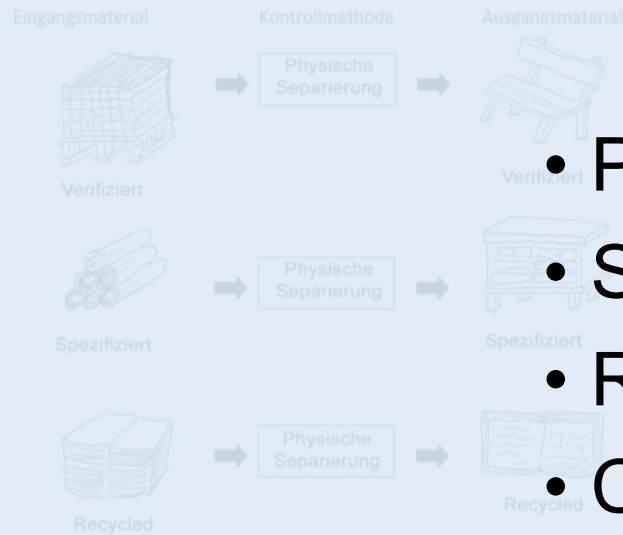 Eingangsmaterial Kontrollmethode Ausgangsmaterial
Physische
Separierung
Verifiziert
Verifiziert
Physische
Separierung
Spezifiziert
Spezifiziert
Physische
Separierung
Recycled
Recycled
• P
• S
• R